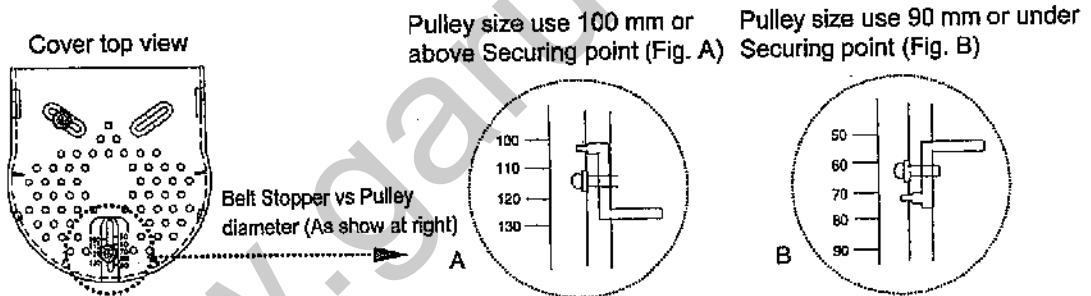 Pulley size use 100 mm or
above Securing point (Fig. A)
Pulley size use 90 mm or under
Securing point (Fig. B)
Cover top view
Belt Stopper vs Pulley
diameter (As show at right)
100
110
120
130
A
50
60
70
80
90
B